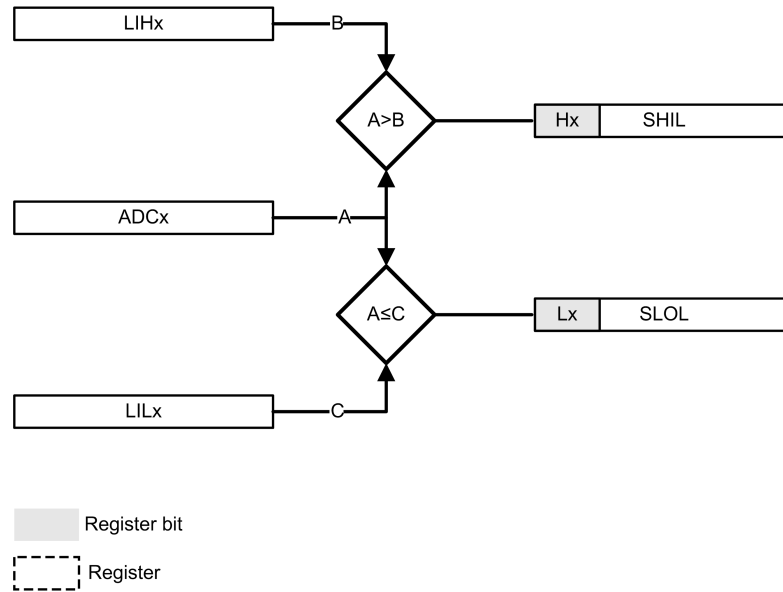 LIHx
B
A>B
Hx
SHIL
ADCx
A
A≤C
Lx
SLOL
LILx
C
Register bit
Register